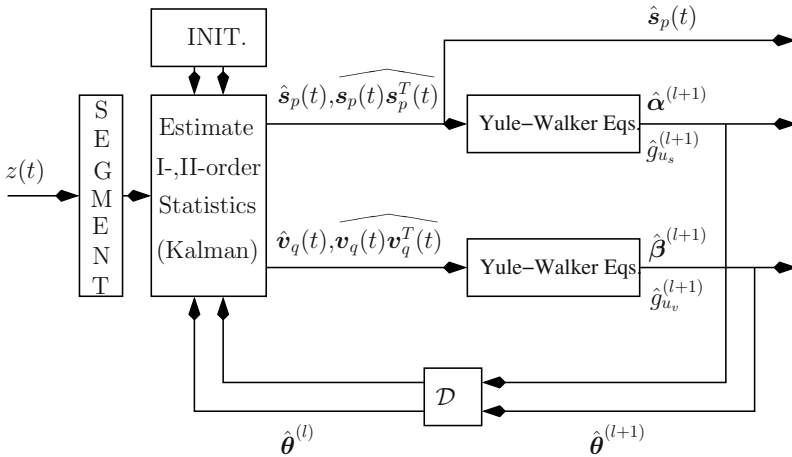 INIT.
ŝ_p(t)
ŝ_p(t),\widehat{s_p(t)s_p^T(t)}
α̂^{(l+1)}
S
E
G
M
E
N
T
Estimate
I-,II-order
Statistics
(Kalman)
Yule−Walker Eqs.
ĝ_{u_s}^{(l+1)}
z(t)
v̂_q(t),\widehat{v_q(t)v_q^T(t)}
β̂^{(l+1)}
Yule−Walker Eqs.
ĝ_{u_v}^{(l+1)}
𝒟
θ̂^{(l)}
θ̂^{(l+1)}